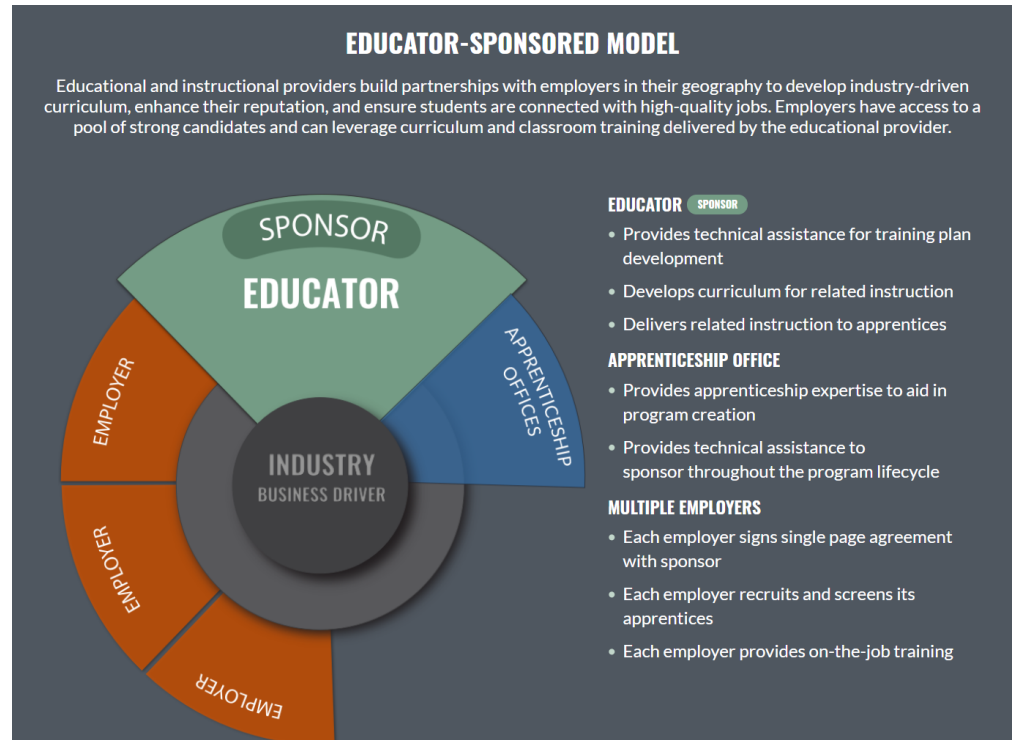 EDUCATOR-SPONSORED MODEL
Educational and instructional providers build partnerships with employers in their geography to develop industry-driven
curriculum, enhance their reputation, and ensure students are connected with high-quality jobs. Employers have access to a
pool of strong candidates and can leverage curriculum and classroom training delivered by the educational provider.
SPONSOR
EDUCATOR
APPRENTICESHIP
OFFICES
EMPLOYER
EMPLOYER
EMPLOYER
INDUSTRY
BUSINESS DRIVER
EDUCATOR SPONSOR
• Provides technical assistance for training plan
development
• Develops curriculum for related instruction
• Delivers related instruction to apprentices
APPRENTICESHIP OFFICE
• Provides apprenticeship expertise to aid in
program creation
• Provides technical assistance to
sponsor throughout the program lifecycle
MULTIPLE EMPLOYERS
• Each employer signs single page agreement
with sponsor
• Each employer recruits and screens its
apprentices
• Each employer provides on-the-job training